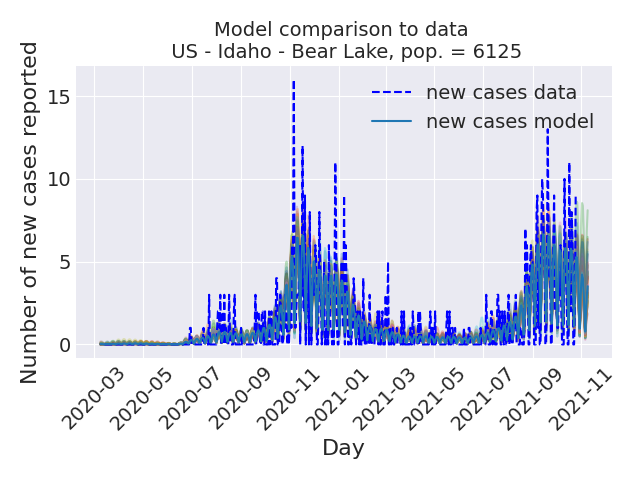 Model comparison to data
US - Idaho - Bear Lake, pop. = 6125
Number of new cases reported
15
10
5
0
new cases data
new cases model
2020-03
2020-05
2020-07
2020-09
2020-11
2021-01
2021-03
2021-05
2021-07
2021-09
2021-11
Day